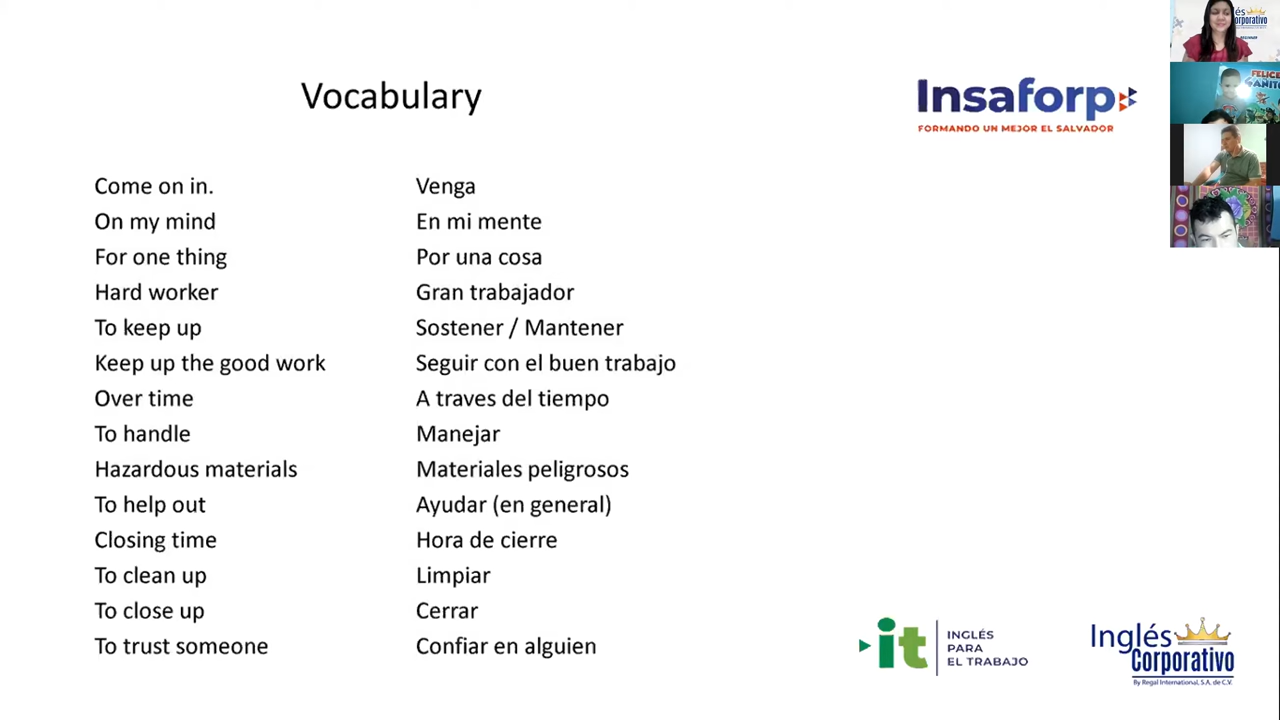 Vocabulary
Insaforp
FORMANDO UN MEJOR EL SALVADOR
Come on in. Venga
On my mind En mi mente
For one thing Por una cosa
Hard worker Gran trabajador
To keep up Sostener / Mantener
Keep up the good work Seguir con el buen trabajo
Over time A traves del tiempo
To handle Manejar
Hazardous materials Materiales peligrosos
To help out Ayudar (en general)
Closing time Hora de cierre
To clean up Limpiar
To close up Cerrar
To trust someone Confiar en alguien
it
INGLÉS
PARA
EL TRABAJO
Inglés
Corporativo
By Regal International, S.A. de C.V.
és
orporativo
FELICE